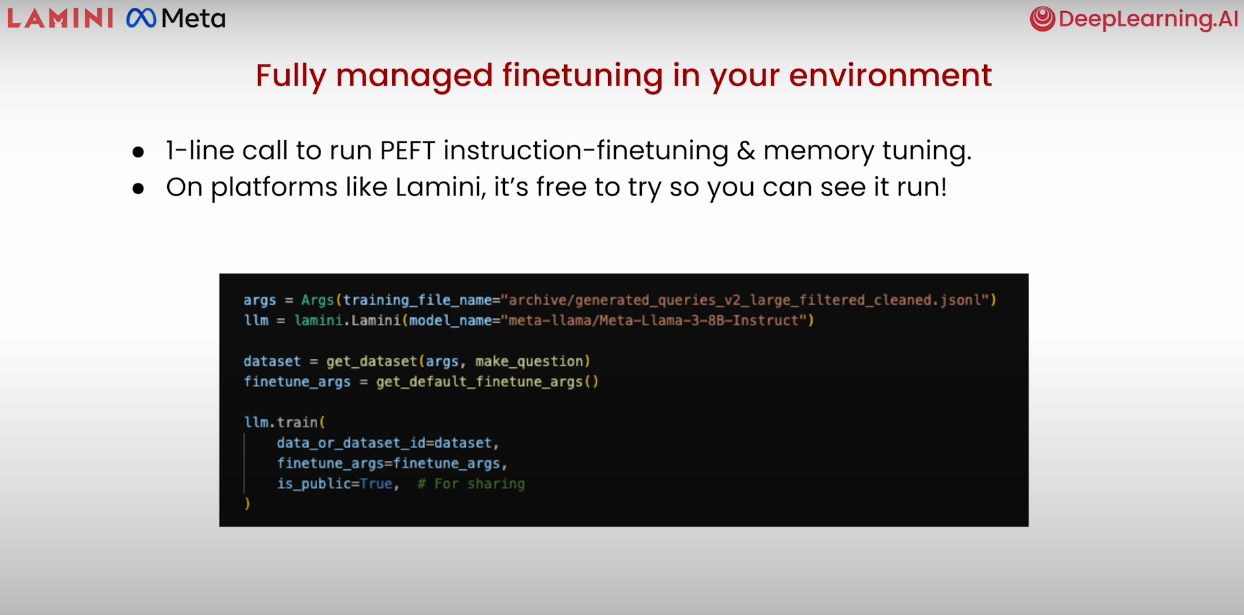 LAMINI Meta
DeepLearning.AI
Fully managed finetuning in your environment
● 1-line call to run PEFT instruction-finetuning & memory tuning.
● On platforms like Lamini, it's free to try so you can see it run!
args = Args(training_file_name="archive/generated_queries_v2_large_filtered_cleaned.jsonl")
llm = lamini.Lamini(model_name="meta-llama/Meta-Llama-3-8B-Instruct")
dataset = get_dataset(args, make_question)
finetune_args = get_default_finetune_args()
llm.train(
    data_or_dataset_id=dataset,
    finetune_args=finetune_args,
    is_public=True,  # For sharing
)